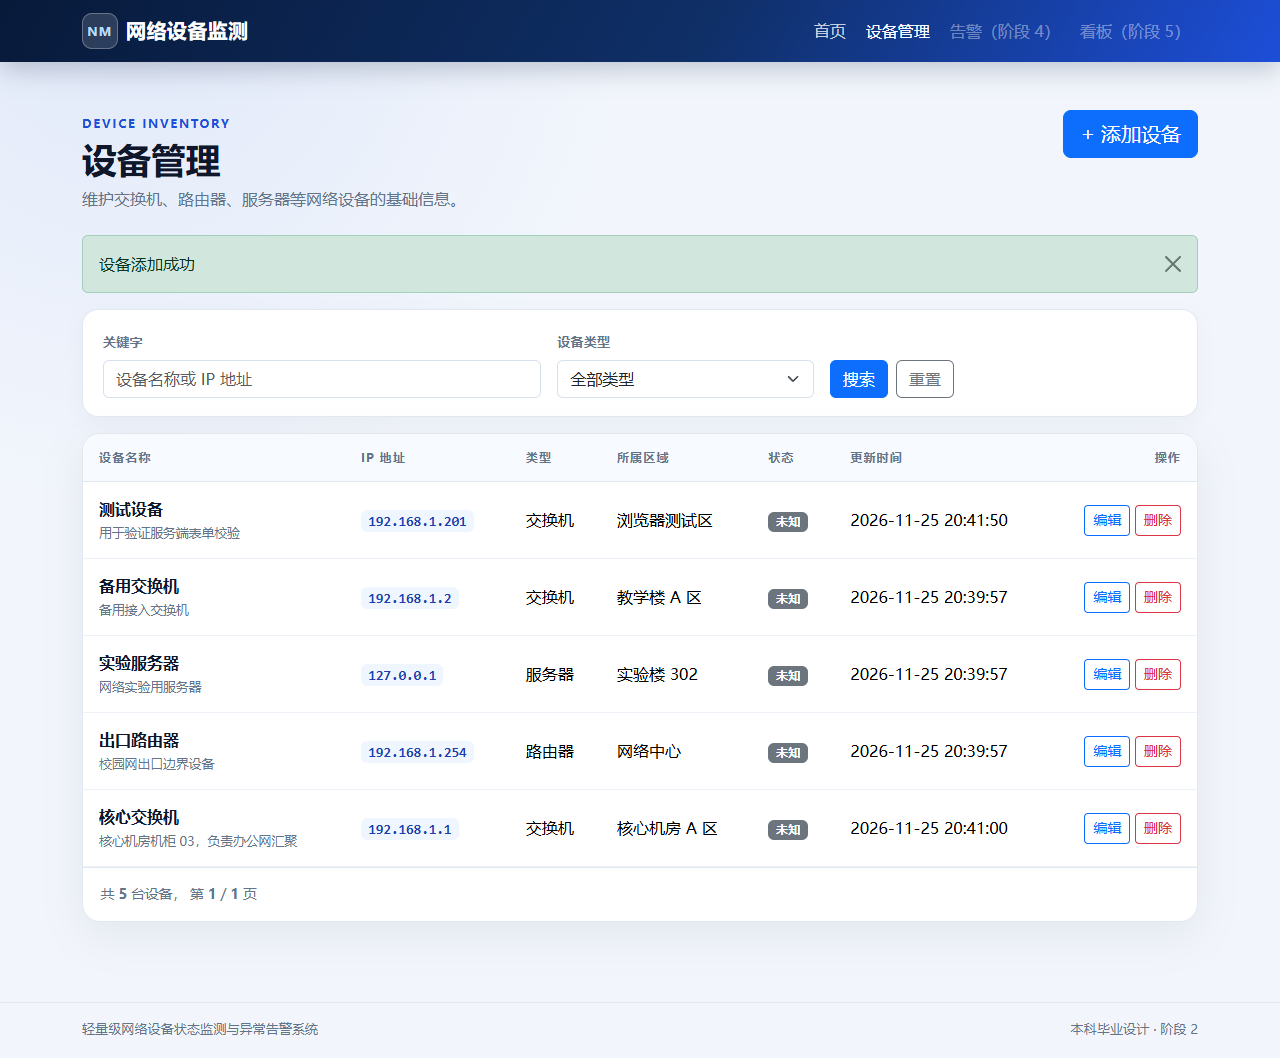 NM 网络设备监测 首页 设备管理 告警（阶段 4） 看板（阶段 5）
DEVICE INVENTORY
设备管理
+ 添加设备
维护交换机、路由器、服务器等网络设备的基础信息。
设备添加成功
关键字 设备类型
设备名称或 IP 地址 全部类型 搜索 重置
设备名称 IP 地址 类型 所属区域 状态 更新时间 操作
测试设备
用于验证服务端表单校验
192.168.1.201 交换机 浏览器测试区 未知 2026-11-25 20:41:50 编辑 删除
备用交换机
备用接入交换机
192.168.1.2 交换机 教学楼 A 区 未知 2026-11-25 20:39:57 编辑 删除
实验服务器
网络实验用服务器
127.0.0.1 服务器 实验楼 302 未知 2026-11-25 20:39:57 编辑 删除
出口路由器
校园网出口边界设备
192.168.1.254 路由器 网络中心 未知 2026-11-25 20:39:57 编辑 删除
核心交换机
核心机房机柜 03，负责办公网汇聚
192.168.1.1 交换机 核心机房 A 区 未知 2026-11-25 20:41:00 编辑 删除
共 5 台设备， 第 1 / 1 页
轻量级网络设备状态监测与异常告警系统 本科毕业设计 · 阶段 2